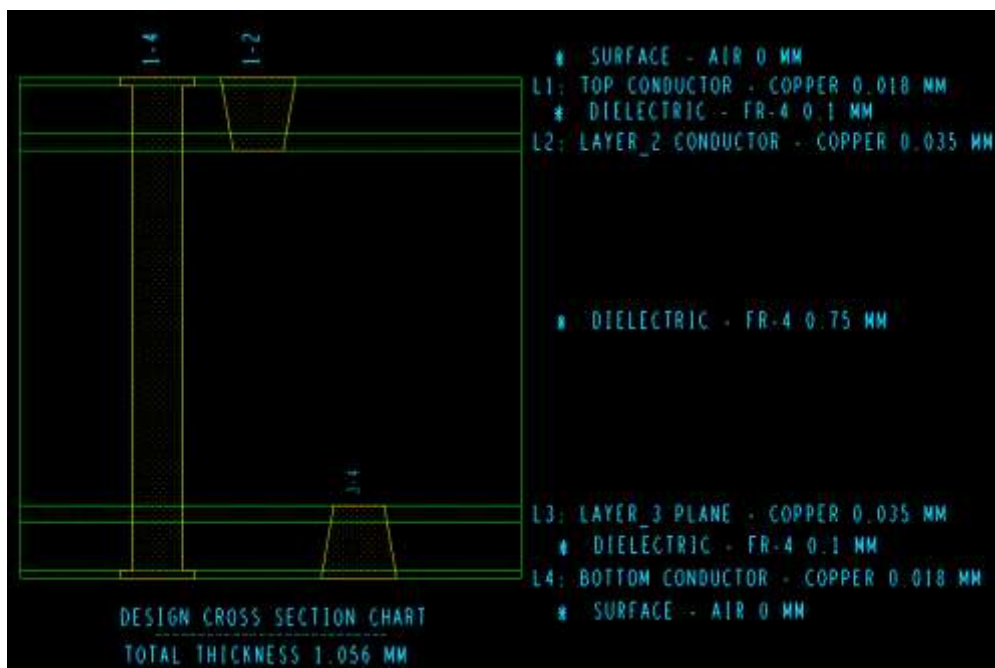 1-4
1-2
* SURFACE - AIR 0 MM
L1: TOP CONDUCTOR - COPPER 0.018 MM
* DIELECTRIC - FR-4 0.1 MM
L2: LAYER_2 CONDUCTOR - COPPER 0.035 MM
* DIELECTRIC - FR-4 0.75 MM
3-4
L3: LAYER_3 PLANE - COPPER 0.035 MM
* DIELECTRIC - FR-4 0.1 MM
L4: BOTTOM CONDUCTOR - COPPER 0.018 MM
* SURFACE - AIR 0 MM
DESIGN CROSS SECTION CHART
TOTAL THICKNESS 1.056 MM